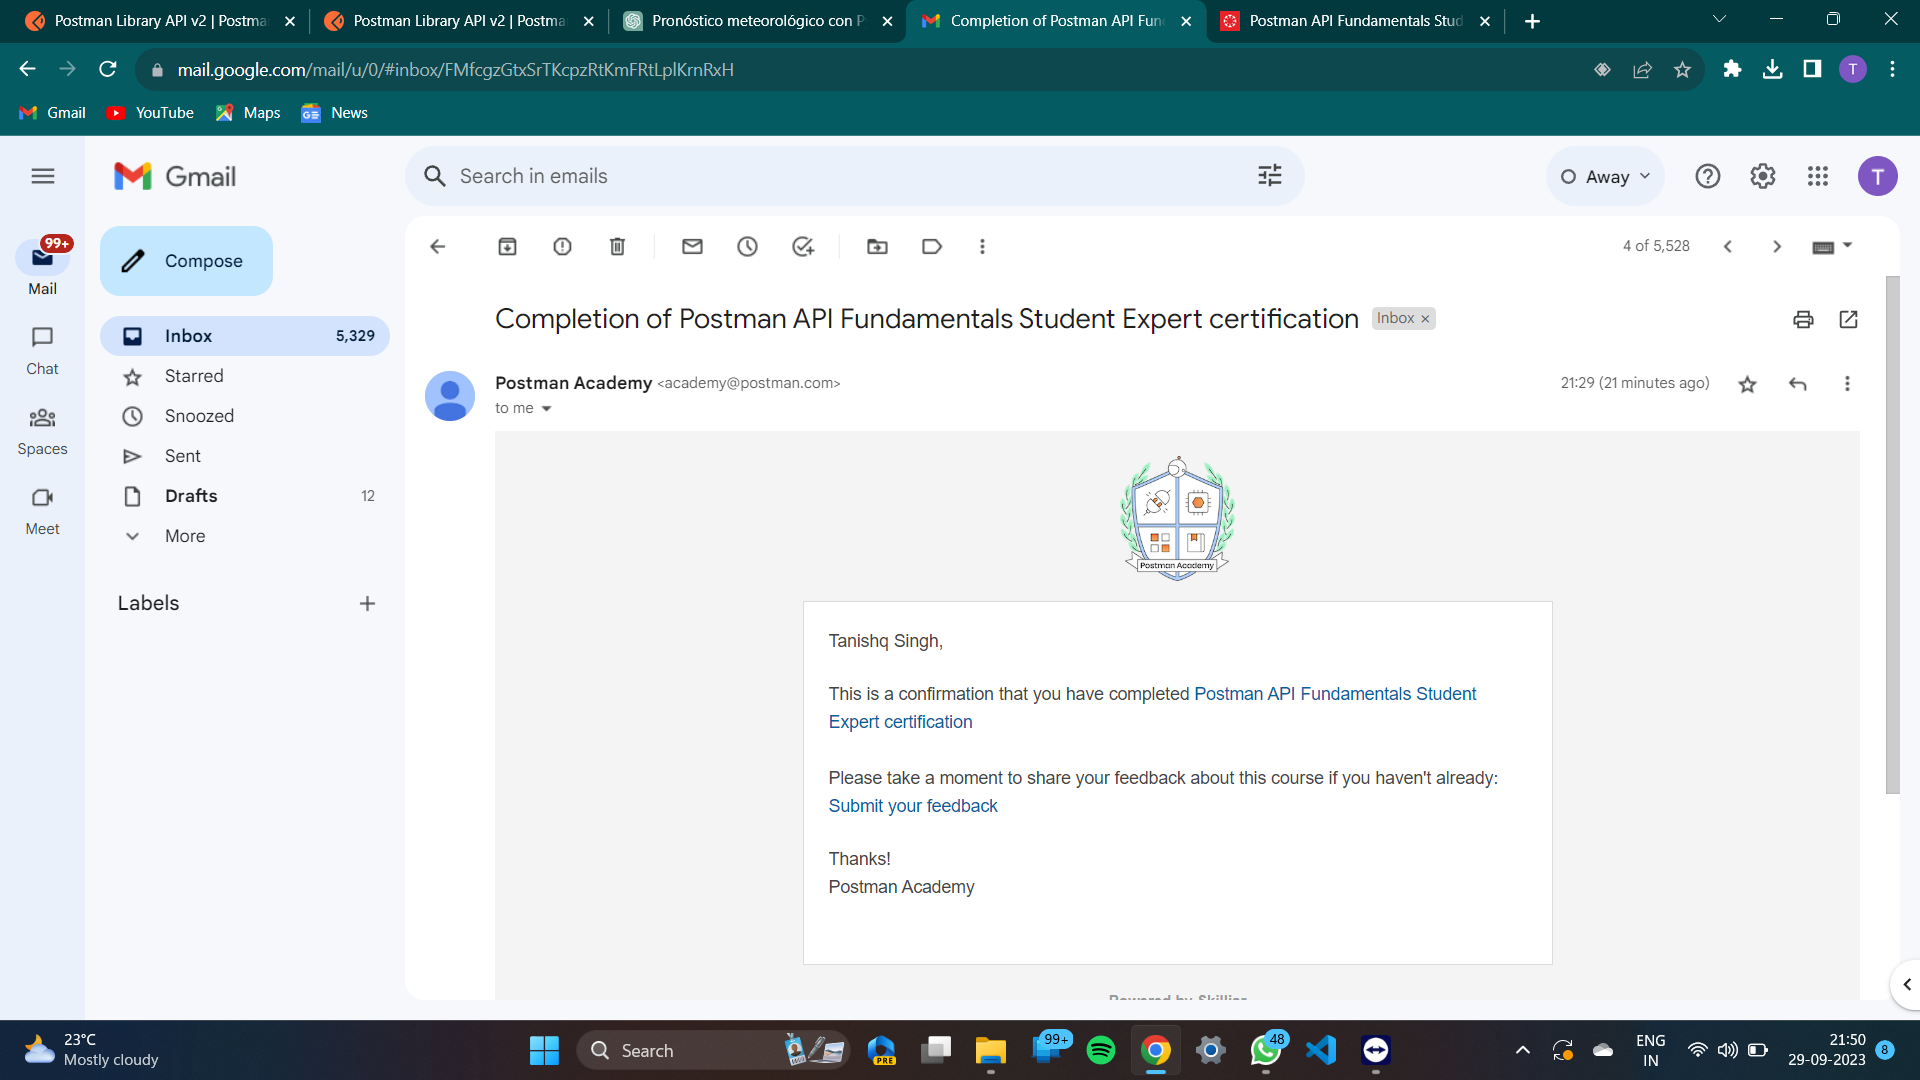 Postman Library API v2 | Postma
Postman Library API v2 | Postma
Pronóstico meteorológico con P
Completion of Postman API Fun
Postman API Fundamentals Stud
mail.google.com/mail/u/0/#inbox/FMfcgzGtxSrTKcpzRtKmFRtLplKrnRxH
T
Gmail
YouTube
Maps
News
Gmail
Search in emails
Away
T
99+
Mail
Chat
Spaces
Meet
Compose
Inbox 5,329
Starred
Snoozed
Sent
Drafts 12
More
Labels
4 of 5,528
Completion of Postman API Fundamentals Student Expert certification
Inbox ×
Postman Academy <academy@postman.com>
21:29 (21 minutes ago)
to me
Postman Academy
Tanishq Singh,
This is a confirmation that you have completed Postman API Fundamentals Student
Expert certification
Please take a moment to share your feedback about this course if you haven't already:
Submit your feedback
Thanks!
Postman Academy
Powered by Skilljar
23°C
Mostly cloudy
Search
PRE
99+
48
ENG
IN
21:50
29-09-2023
8